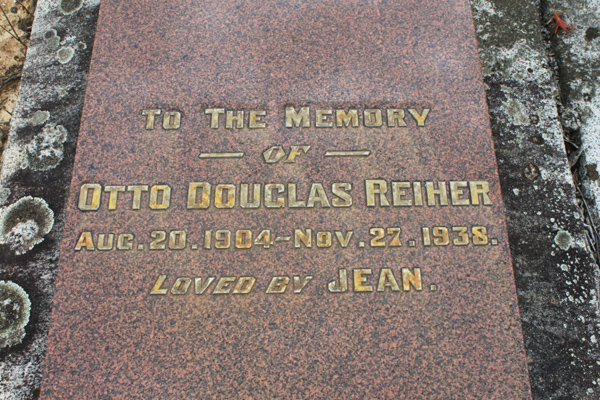 To The Memory
— of —
Otto Douglas Reiher
Aug. 20. 1904 ~ Nov. 27. 1938.
Loved by Jean.